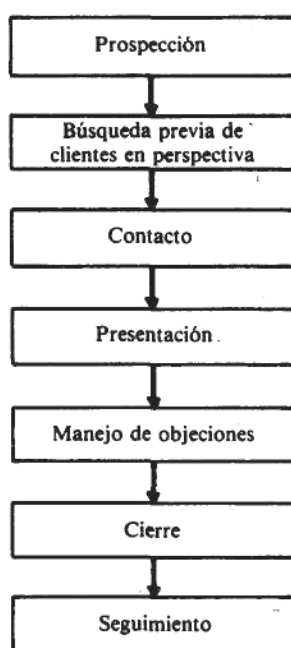 Prospección
Búsqueda previa de
clientes en perspectiva
Contacto
Presentación
Manejo de objeciones
Cierre
Seguimiento